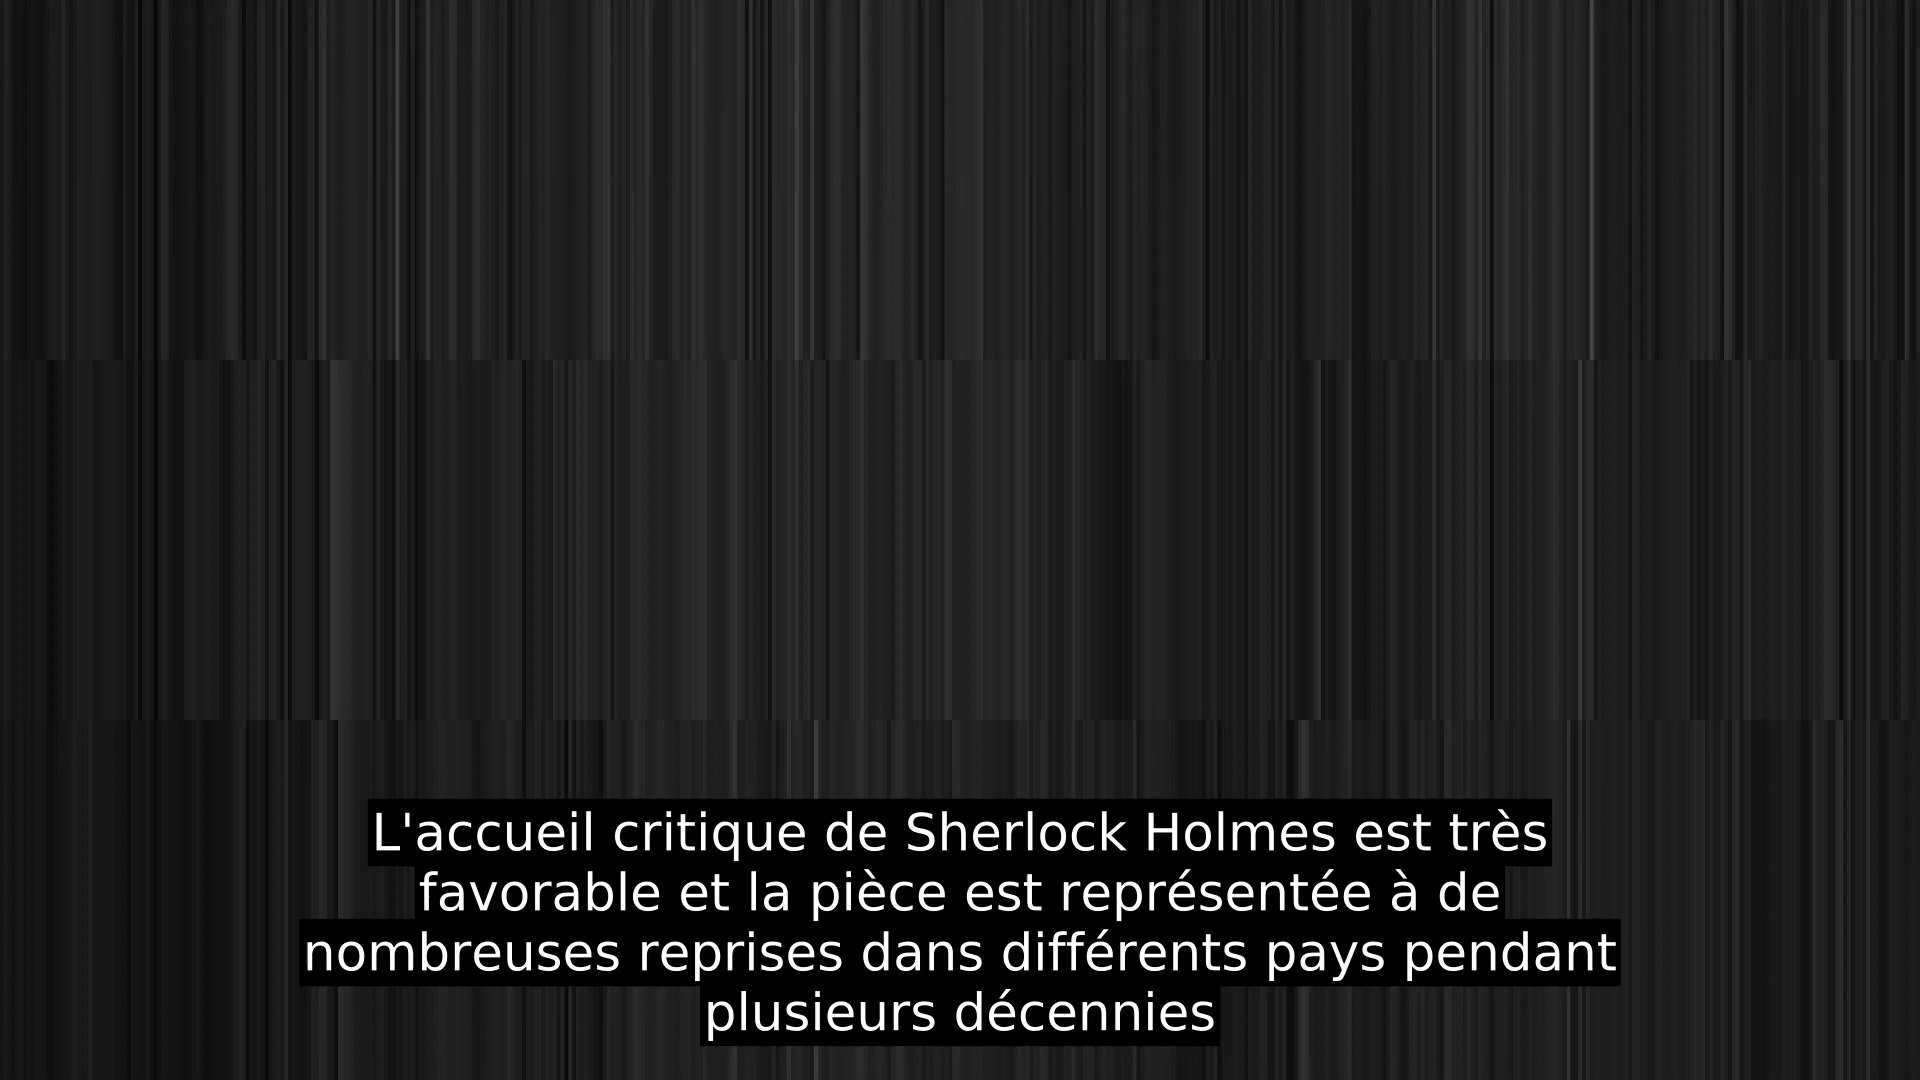 L'accueil critique de Sherlock Holmes est très
favorable et la pièce est représentée à de
nombreuses reprises dans différents pays pendant
plusieurs décennies